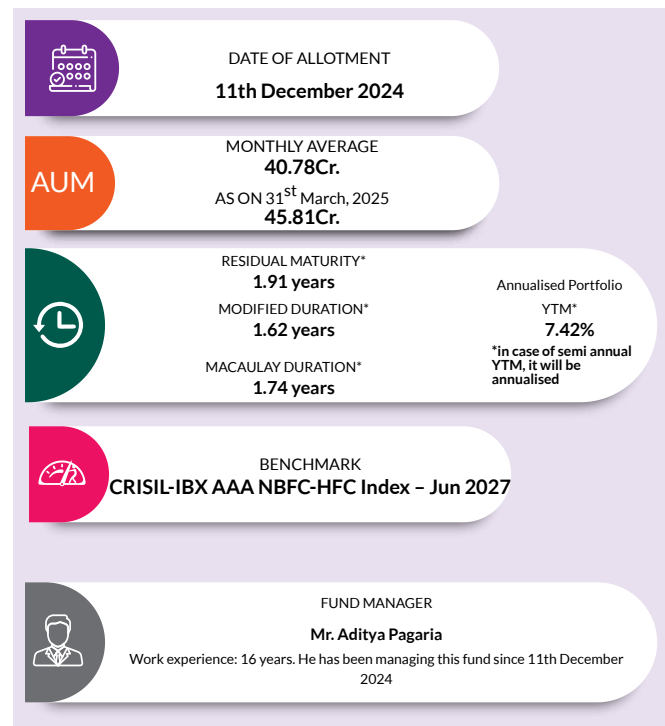 DATE OF ALLOTMENT
11th December 2024
AUM
MONTHLY AVERAGE
40.78Cr.
AS ON 31st March, 2025
45.81Cr.
RESIDUAL MATURITY*
1.91 years
MODIFIED DURATION*
1.62 years
MACAULAY DURATION*
1.74 years
Annualised Portfolio
YTM*
7.42%
*in case of semi annual
YTM, it will be
annualised
BENCHMARK
CRISIL-IBX AAA NBFC-HFC Index – Jun 2027
FUND MANAGER
Mr. Aditya Pagaria
Work experience: 16 years. He has been managing this fund since 11th December
2024